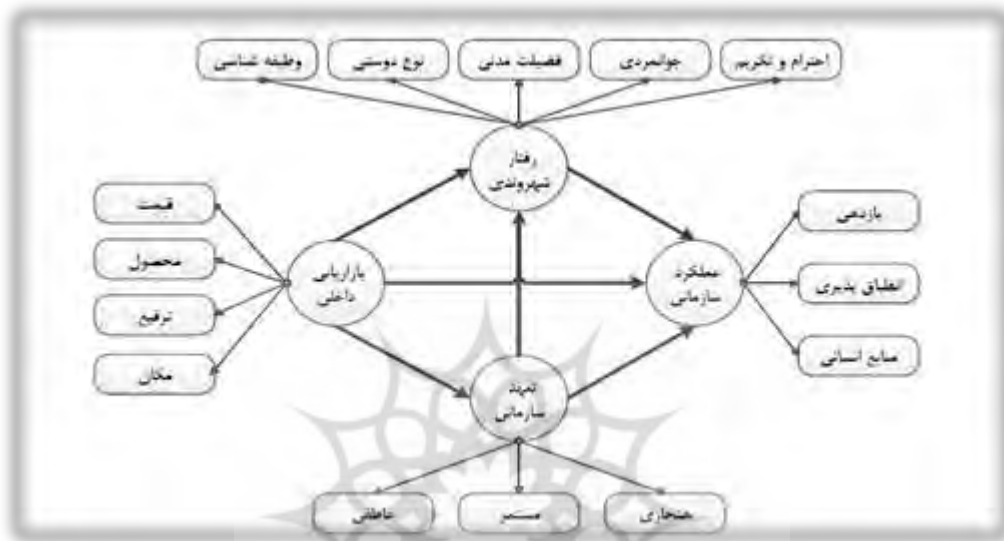 احترام و تکریم
جوانمردی
فضیلت مدنی
نوع دوستی
وظیفه شناسی
رفتار
شهروندی
قیمت
محصول
ترفیع
مکان
بازاریابی
داخلی
عملکرد
سازمانی
بازدهی
انطباق پذیری
منابع انسانی
تعهد
سازمانی
هنجاری
مستمر
عاطفی